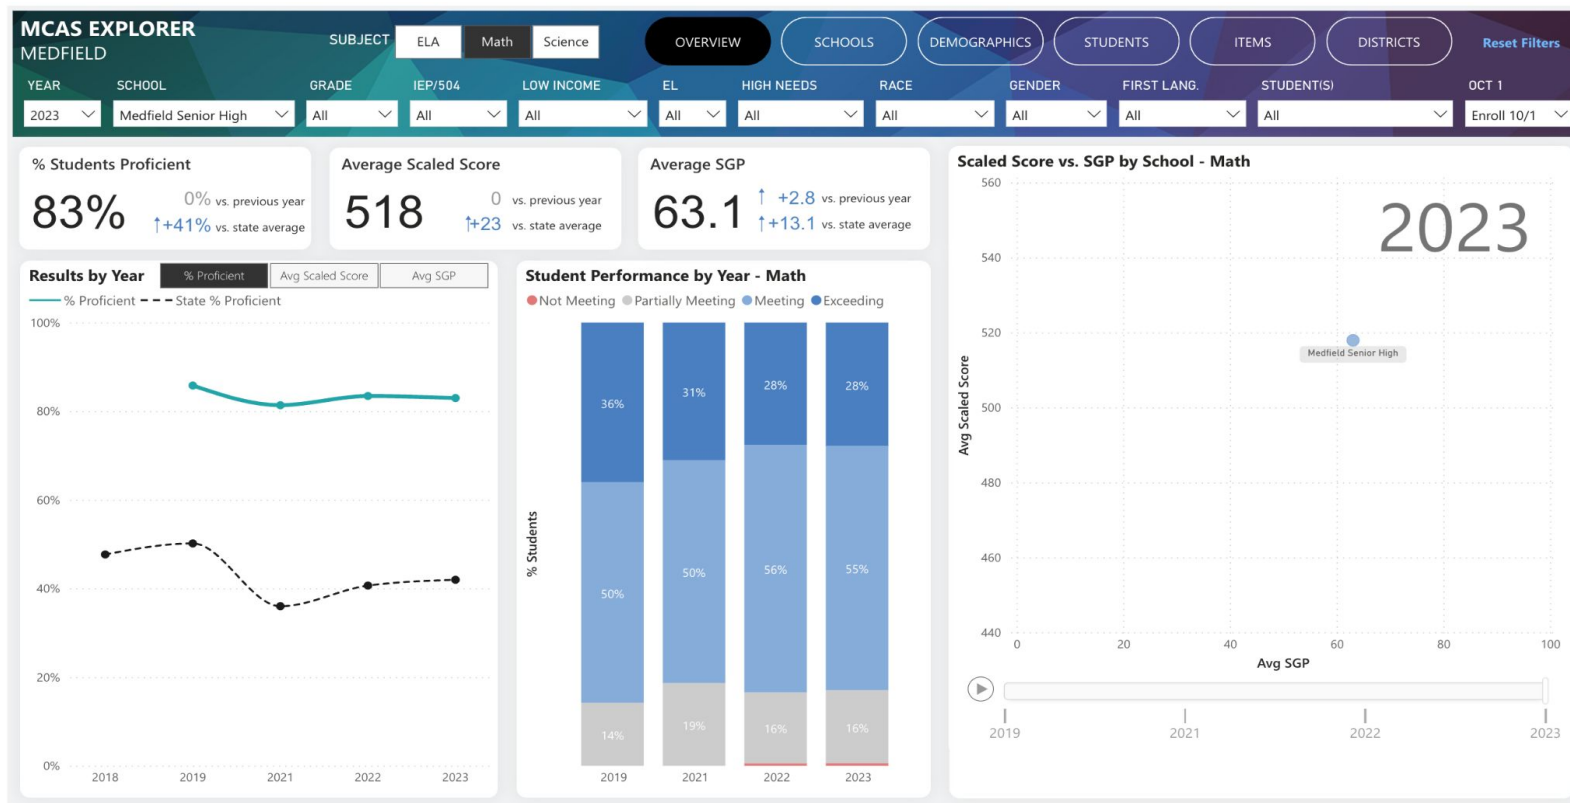 MCAS EXPLORER
MEDFIELD
SUBJECT ELA Math Science
OVERVIEW SCHOOLS DEMOGRAPHICS STUDENTS ITEMS DISTRICTS Reset Filters
YEAR SCHOOL GRADE IEP/504 LOW INCOME EL HIGH NEEDS RACE GENDER FIRST LANG. STUDENT(S) OCT 1
2023 Medfield Senior High All All All All All All All All All Enroll 10/1
% Students Proficient
83%
0% vs. previous year
↑+41% vs. state average
Average Scaled Score
518
0 vs. previous year
↑+23 vs. state average
Average SGP
63.1
↑ +2.8 vs. previous year
↑+13.1 vs. state average
Results by Year % Proficient Avg Scaled Score Avg SGP
% Proficient State % Proficient
100%
80%
60%
40%
20%
0%
2018 2019 2021 2022 2023
Student Performance by Year - Math
Not Meeting Partially Meeting Meeting Exceeding
% Students
36% 31% 28% 28%
50% 50% 56% 55%
14% 19% 16% 16%
2019 2021 2022 2023
Scaled Score vs. SGP by School - Math
2023
Avg Scaled Score
560
540
520
500
480
460
440
Medfield Senior High
0 20 40 60 80 100
Avg SGP
2019 2021 2022 2023